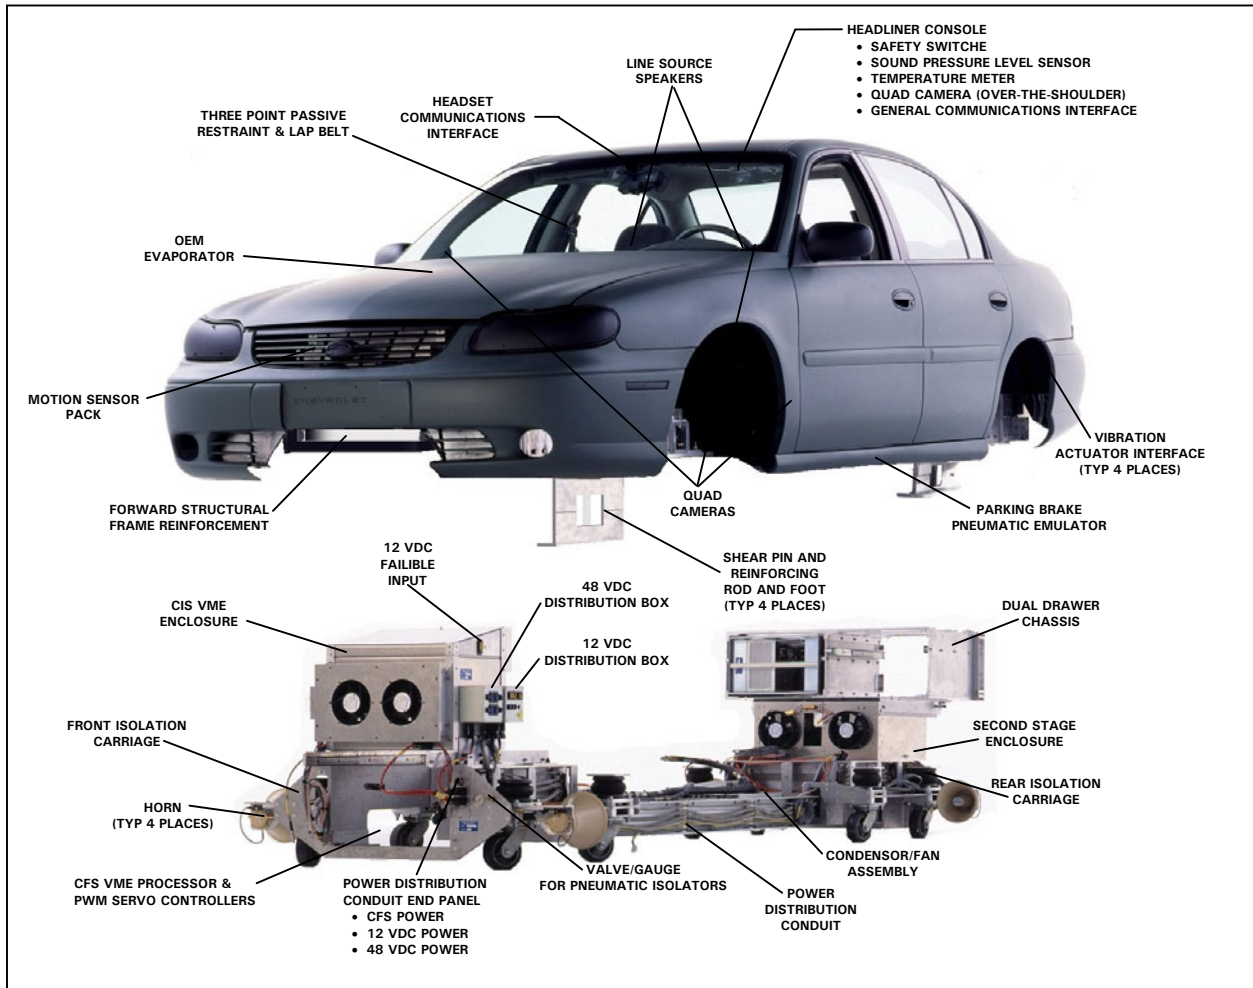 HEADLINER CONSOLE
• SAFETY SWITCHE
• SOUND PRESSURE LEVEL SENSOR
• TEMPERATURE METER
• QUAD CAMERA (OVER-THE-SHOULDER)
• GENERAL COMMUNICATIONS INTERFACE
LINE SOURCE
SPEAKERS
HEADSET
COMMUNICATIONS
INTERFACE
THREE POINT PASSIVE
RESTRAINT & LAP BELT
OEM
EVAPORATOR
MOTION SENSOR
PACK
CHEVROLET
FORWARD STRUCTURAL
FRAME REINFORCEMENT
QUAD
CAMERAS
VIBRATION
ACTUATOR INTERFACE
(TYP 4 PLACES)
PARKING BRAKE
PNEUMATIC EMULATOR
SHEAR PIN AND
REINFORCING
ROD AND FOOT
(TYP 4 PLACES)
12 VDC
FAILIBLE
INPUT
48 VDC
DISTRIBUTION BOX
12 VDC
DISTRIBUTION BOX
CIS VME
ENCLOSURE
DUAL DRAWER
CHASSIS
FRONT ISOLATION
CARRIAGE
SECOND STAGE
ENCLOSURE
REAR ISOLATION
CARRIAGE
HORN
(TYP 4 PLACES)
CFS VME PROCESSOR &
PWM SERVO CONTROLLERS
POWER DISTRIBUTION
CONDUIT END PANEL
• CFS POWER
• 12 VDC POWER
• 48 VDC POWER
VALVE/GAUGE
FOR PNEUMATIC ISOLATORS
POWER
DISTRIBUTION
CONDUIT
CONDENSOR/FAN
ASSEMBLY